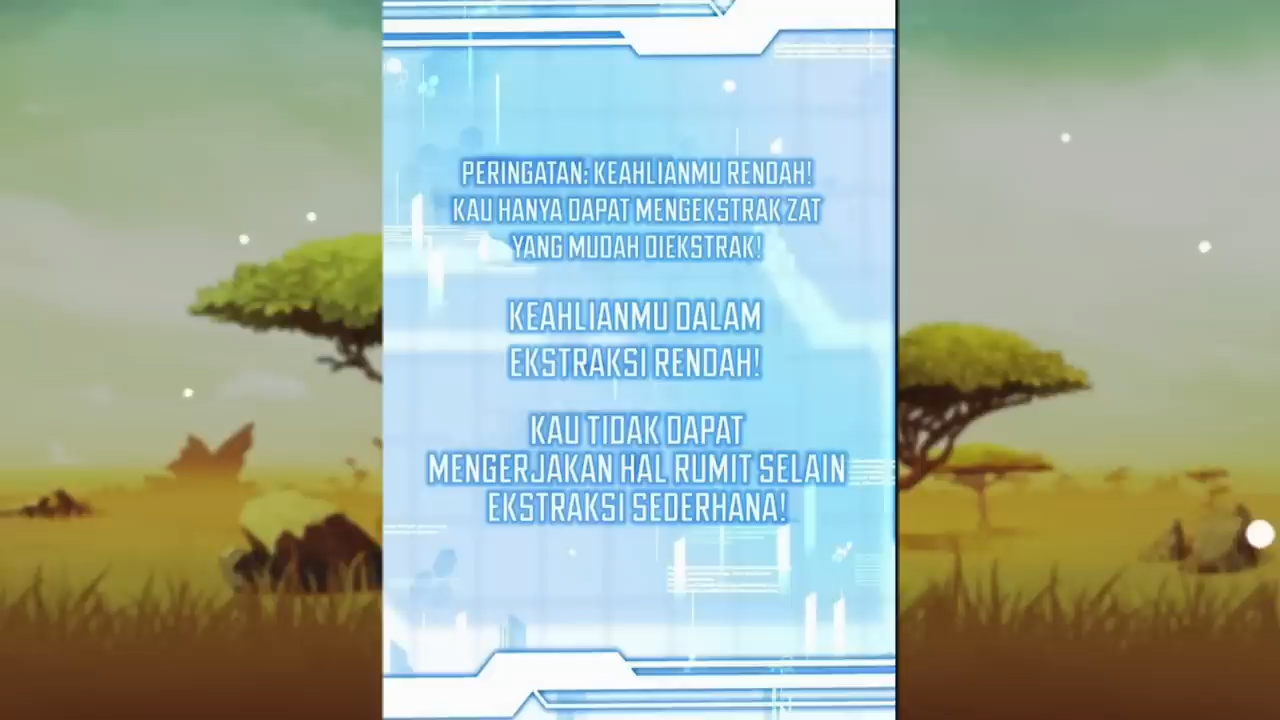 PERINGATAN: KEAHLIANMU RENDAH!
KAU HANYA DAPAT MENGEKSTRAK ZAT
YANG MUDAH DIEKSTRAK!
KEAHLIANMU DALAM
EKSTRAKSI RENDAH!
KAU TIDAK DAPAT
MENGERJAKAN HAL RUMIT SELAIN
EKSTRAKSI SEDERHANA!